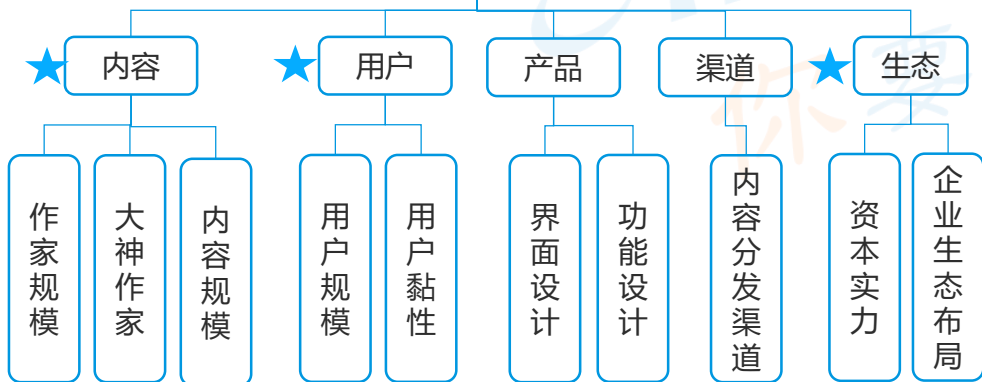 内容
用户
产品
渠道
生态
作家规模
大神作家
内容规模
用户规模
用户黏性
界面设计
功能设计
内容分发渠道
资本实力
企业生态布局
你要